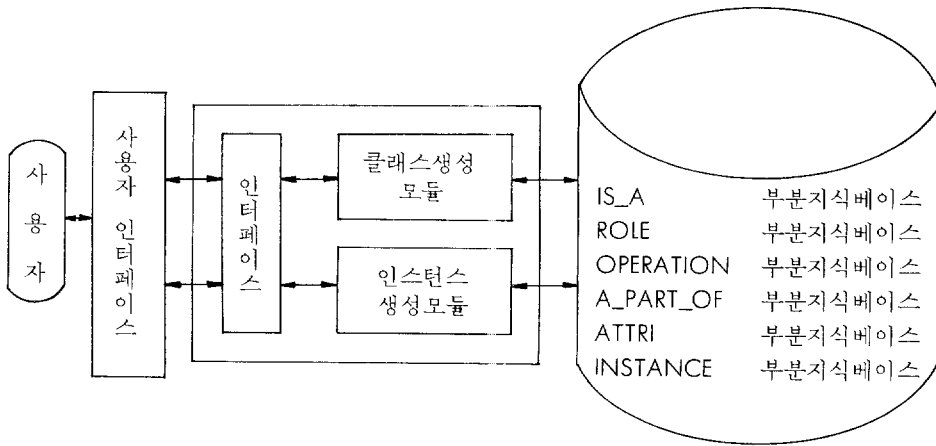 사용자
사용자 인터페이스
인터페이스
클래스생성
모듈
인스턴스
생성모듈
IS_A 부분지식베이스
ROLE 부분지식베이스
OPERATION 부분지식베이스
A_PART_OF 부분지식베이스
ATTRI 부분지식베이스
INSTANCE 부분지식베이스